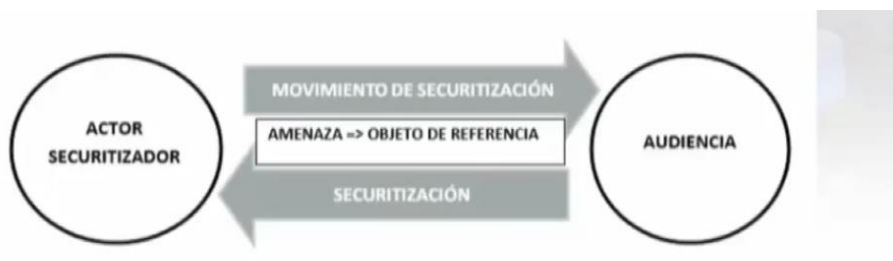 MOVIMIENTO DE SECURITIZACIÓN
ACTOR
SECURITIZADOR
AMENAZA => OBJETO DE REFERENCIA
AUDIENCIA
SECURITIZACIÓN